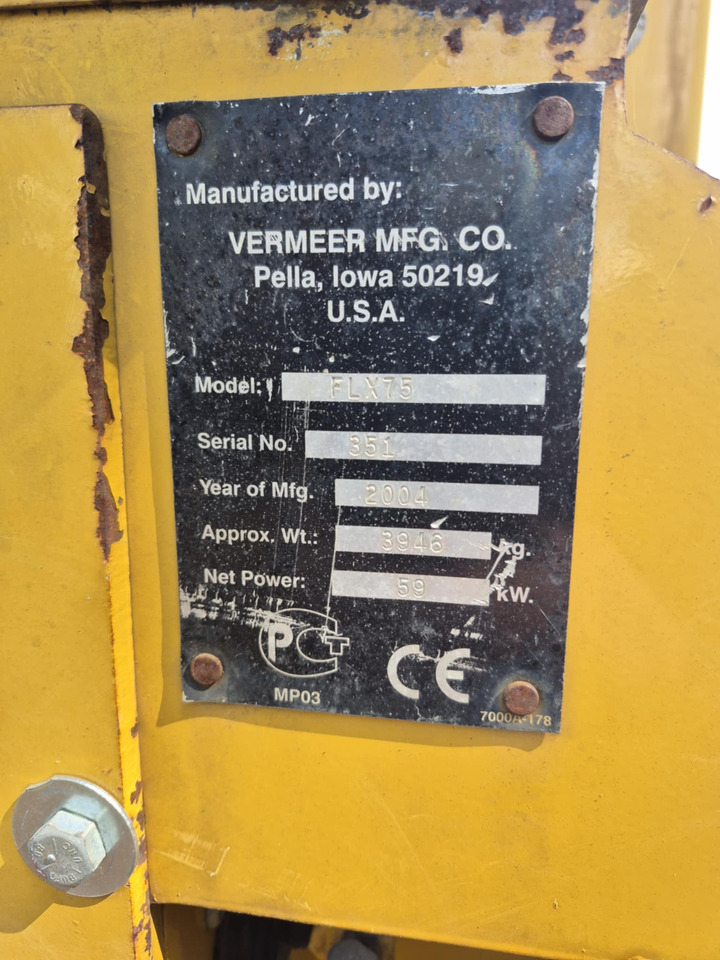 Manufactured by:
VERMEER MFG. CO.
Pella, Iowa 50219
U.S.A.
Model: FLX75
Serial No. 351
Year of Mfg. 2004
Approx. Wt.: 3946 kg.
Net Power: 59 kW.
PCT
CE
MP03
7000A-178